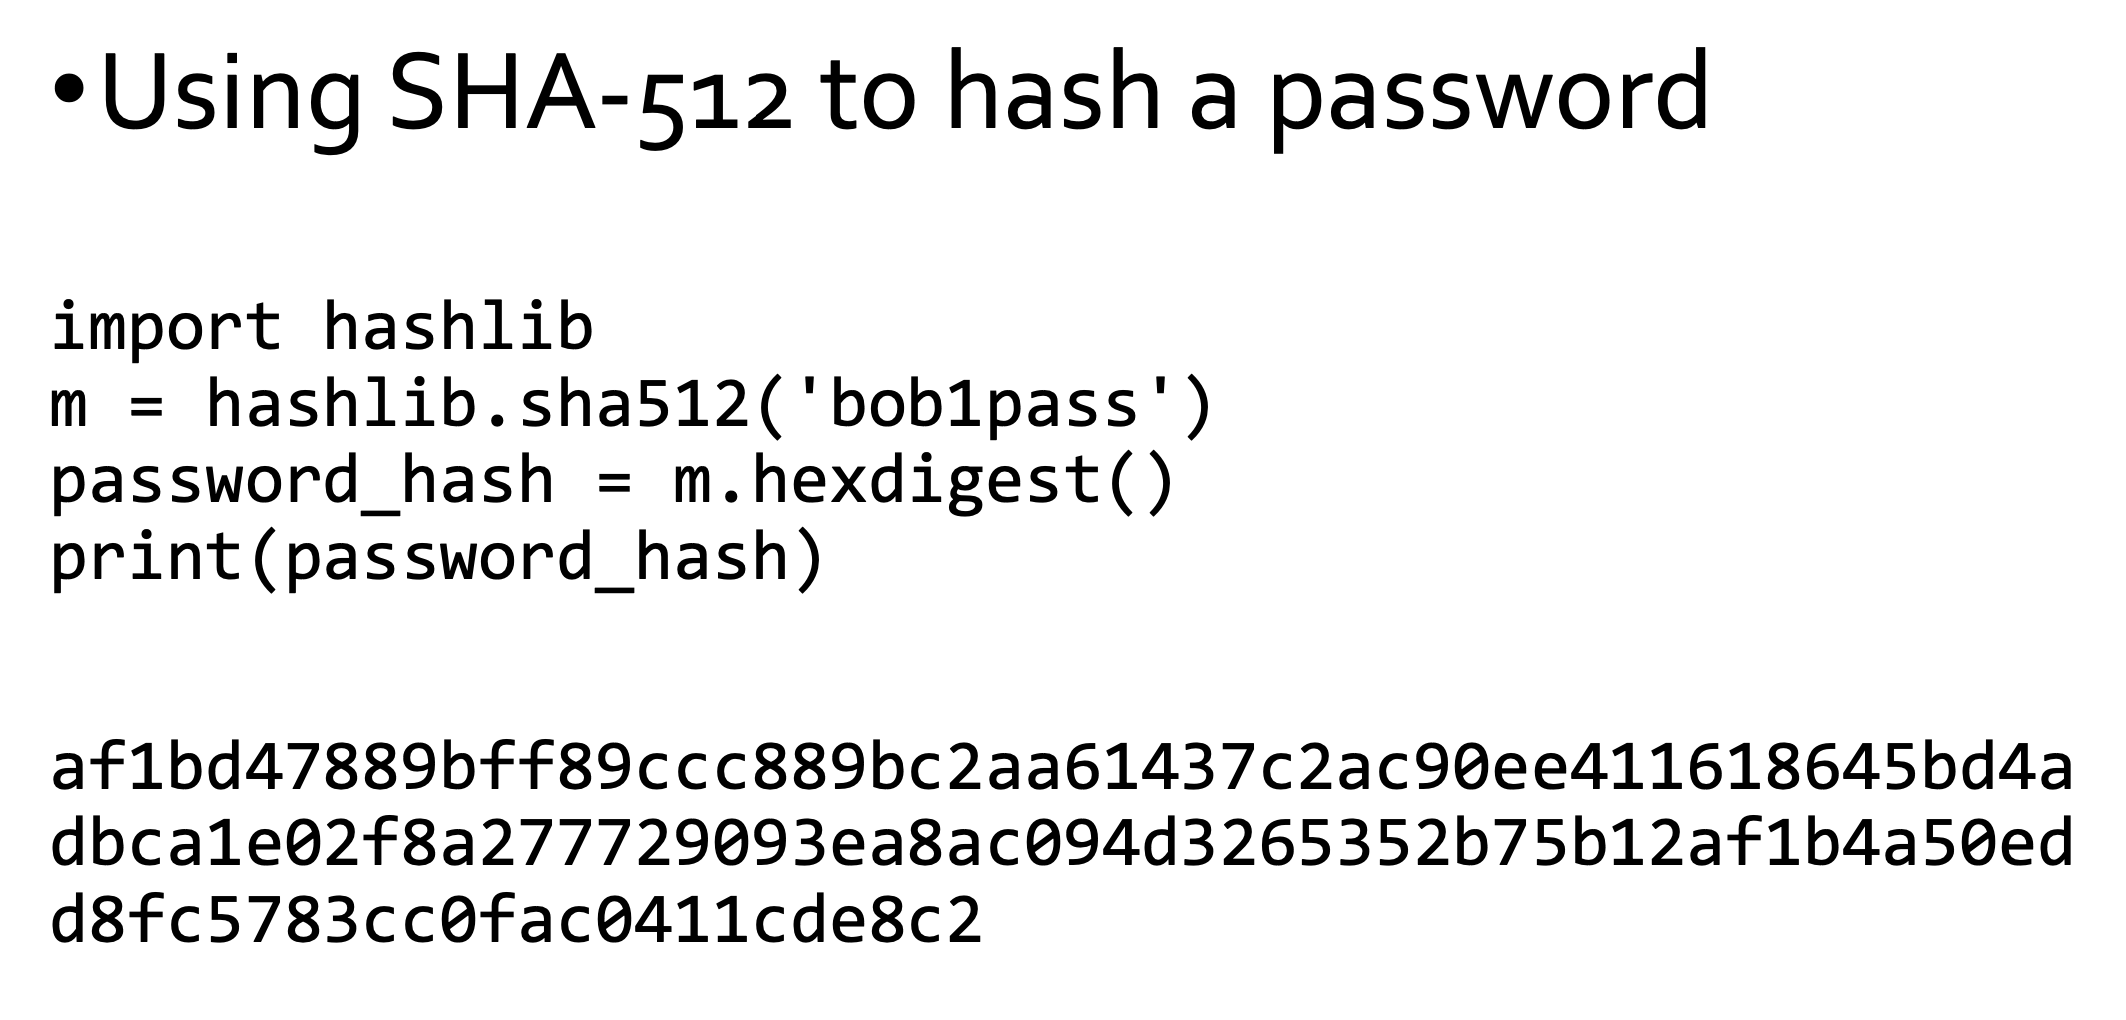 •Using SHA-512 to hash a password
import hashlib
m = hashlib.sha512('bob1pass')
password_hash = m.hexdigest()
print(password_hash)
af1bd47889bff89ccc889bc2aa61437c2ac90ee411618645bd4a
dbca1e02f8a277729093ea8ac094d3265352b75b12af1b4a50ed
d8fc5783cc0fac0411cde8c2